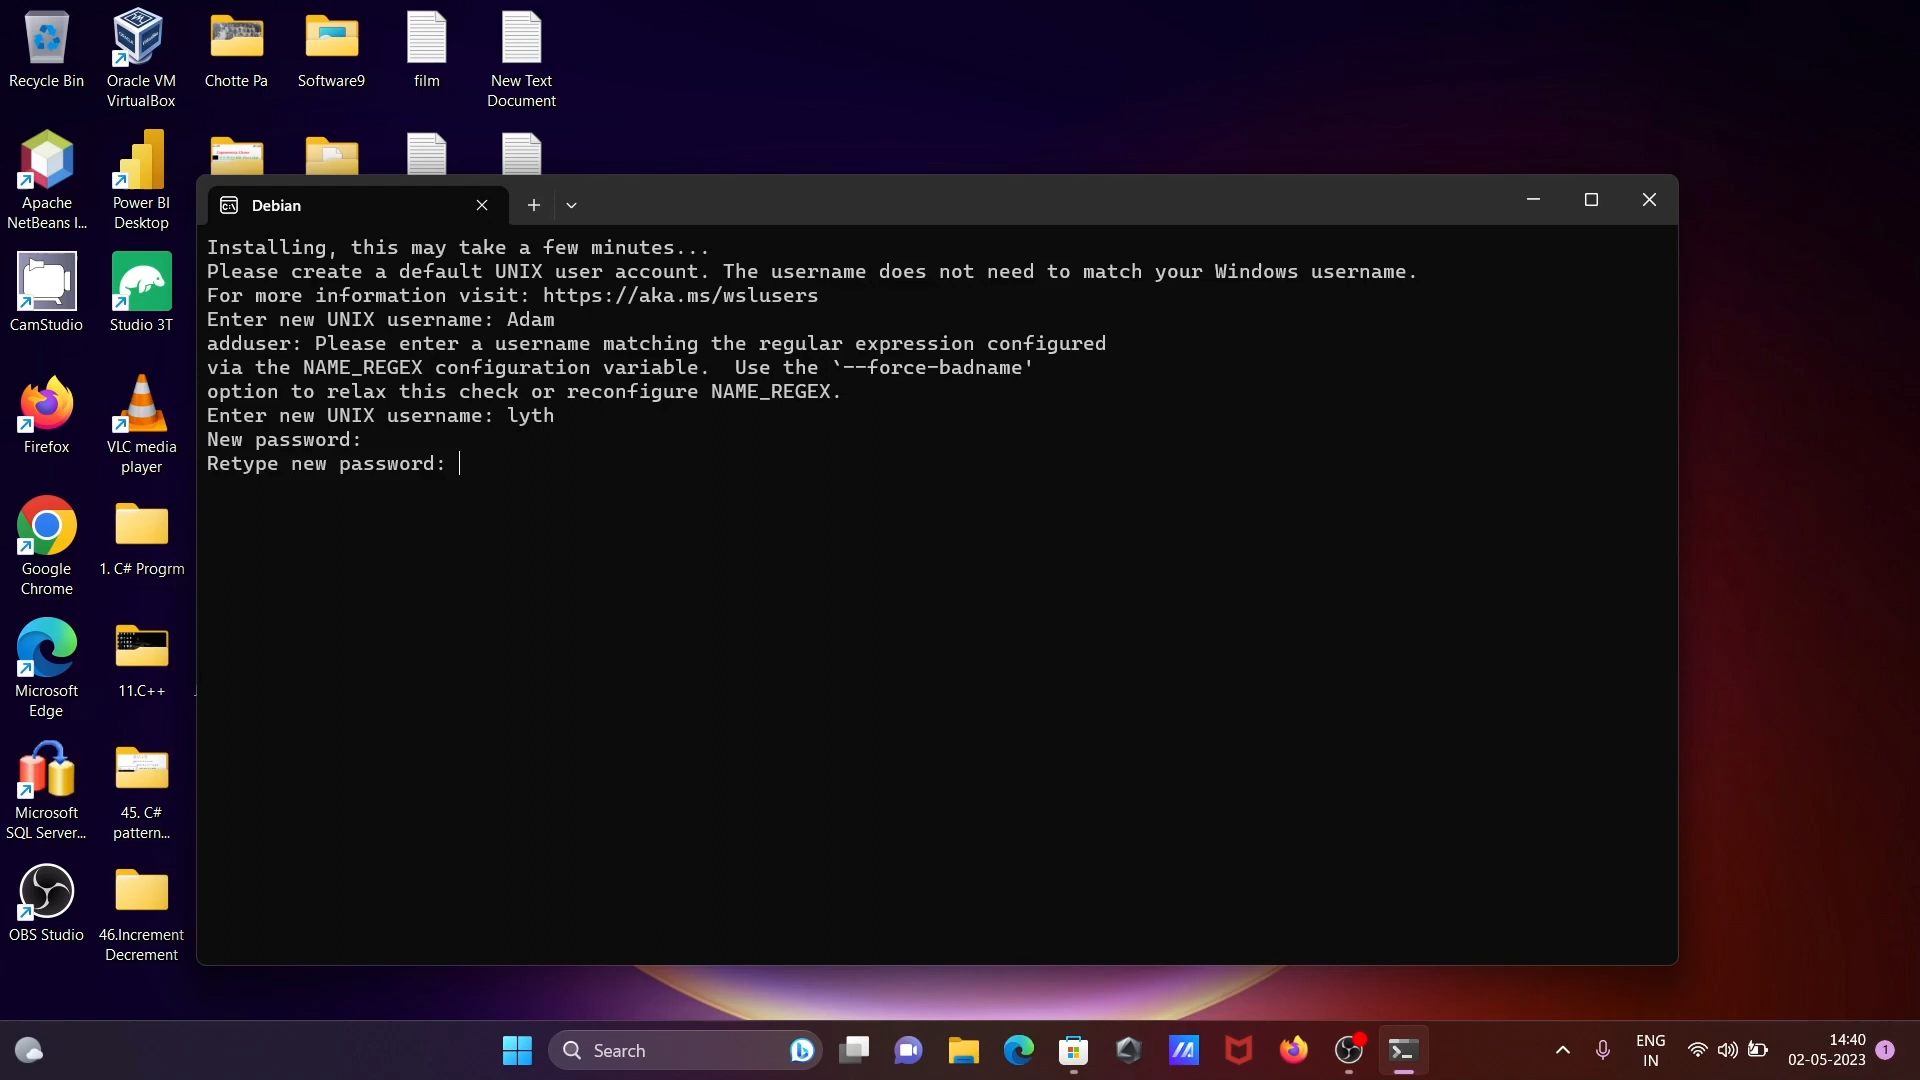 Recycle Bin
Oracle VM
VirtualBox
Chotte Pa
Software9
film
New Text
Document
Apache
NetBeans I...
Power BI
Desktop
CamStudio
Studio 3T
Firefox
VLC media
player
Google
Chrome
1. C# Progrm
Microsoft
Edge
11.C++
Microsoft
SQL Server...
45. C#
pattern...
OBS Studio
46.Increment
Decrement
Debian
Installing, this may take a few minutes...
Please create a default UNIX user account. The username does not need to match your Windows username.
For more information visit: https://aka.ms/wslusers
Enter new UNIX username: Adam
adduser: Please enter a username matching the regular expression configured
via the NAME_REGEX configuration variable.  Use the `--force-badname'
option to relax this check or reconfigure NAME_REGEX.
Enter new UNIX username: lyth
New password:
Retype new password:
Search
ENG
IN
14:40
02-05-2023
1